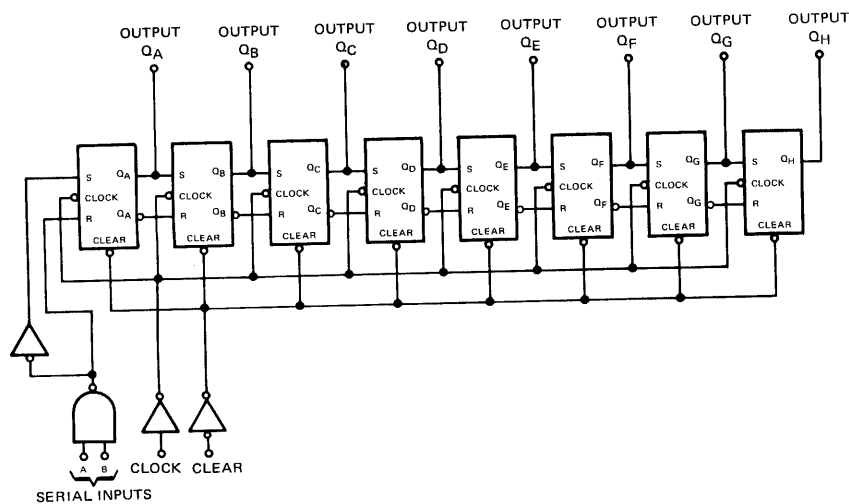 OUTPUT OUTPUT OUTPUT OUTPUT OUTPUT OUTPUT OUTPUT OUTPUT
QA QB QC QD QE QF QG QH
S QA S QB S QC S QD S QE S QF S QG S QH
CLOCK CLOCK CLOCK CLOCK CLOCK CLOCK CLOCK CLOCK
R QA R QB R QC R QD R QE R QF R QG R
CLEAR CLEAR CLEAR CLEAR CLEAR CLEAR CLEAR CLEAR
A B CLOCK CLEAR
SERIAL INPUTS